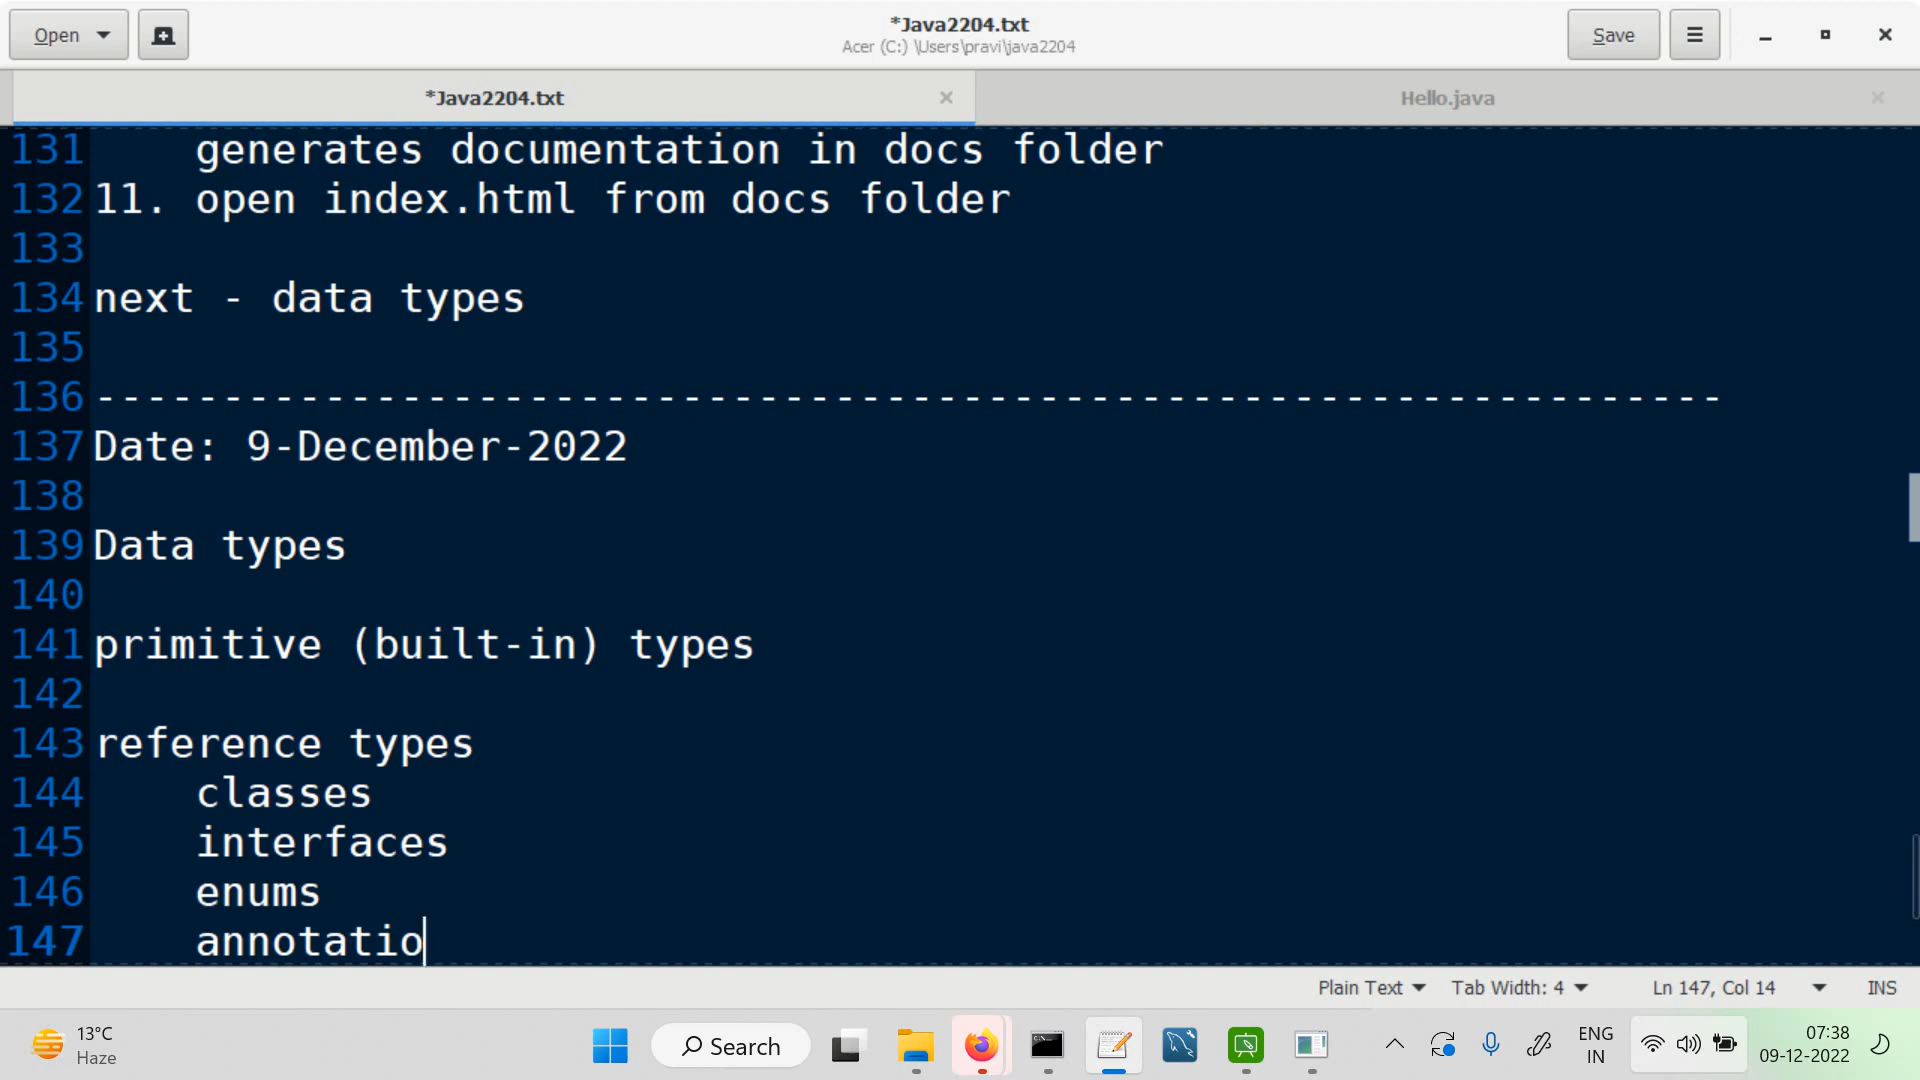 Open
*Java2204.txt
Acer (C:) \Users\pravi\java2204
Save
*Java2204.txt
Hello.java
131 generates documentation in docs folder
132 11. open index.html from docs folder
133
134 next - data types
135
136 ----------------------------------------------------------------
137 Date: 9-December-2022
138
139 Data types
140
141 primitive (built-in) types
142
143 reference types
144 classes
145 interfaces
146 enums
147 annotatio
Plain Text Tab Width: 4 Ln 147, Col 14 INS
13°C
Haze
Search
ENG
IN
07:38
09-12-2022